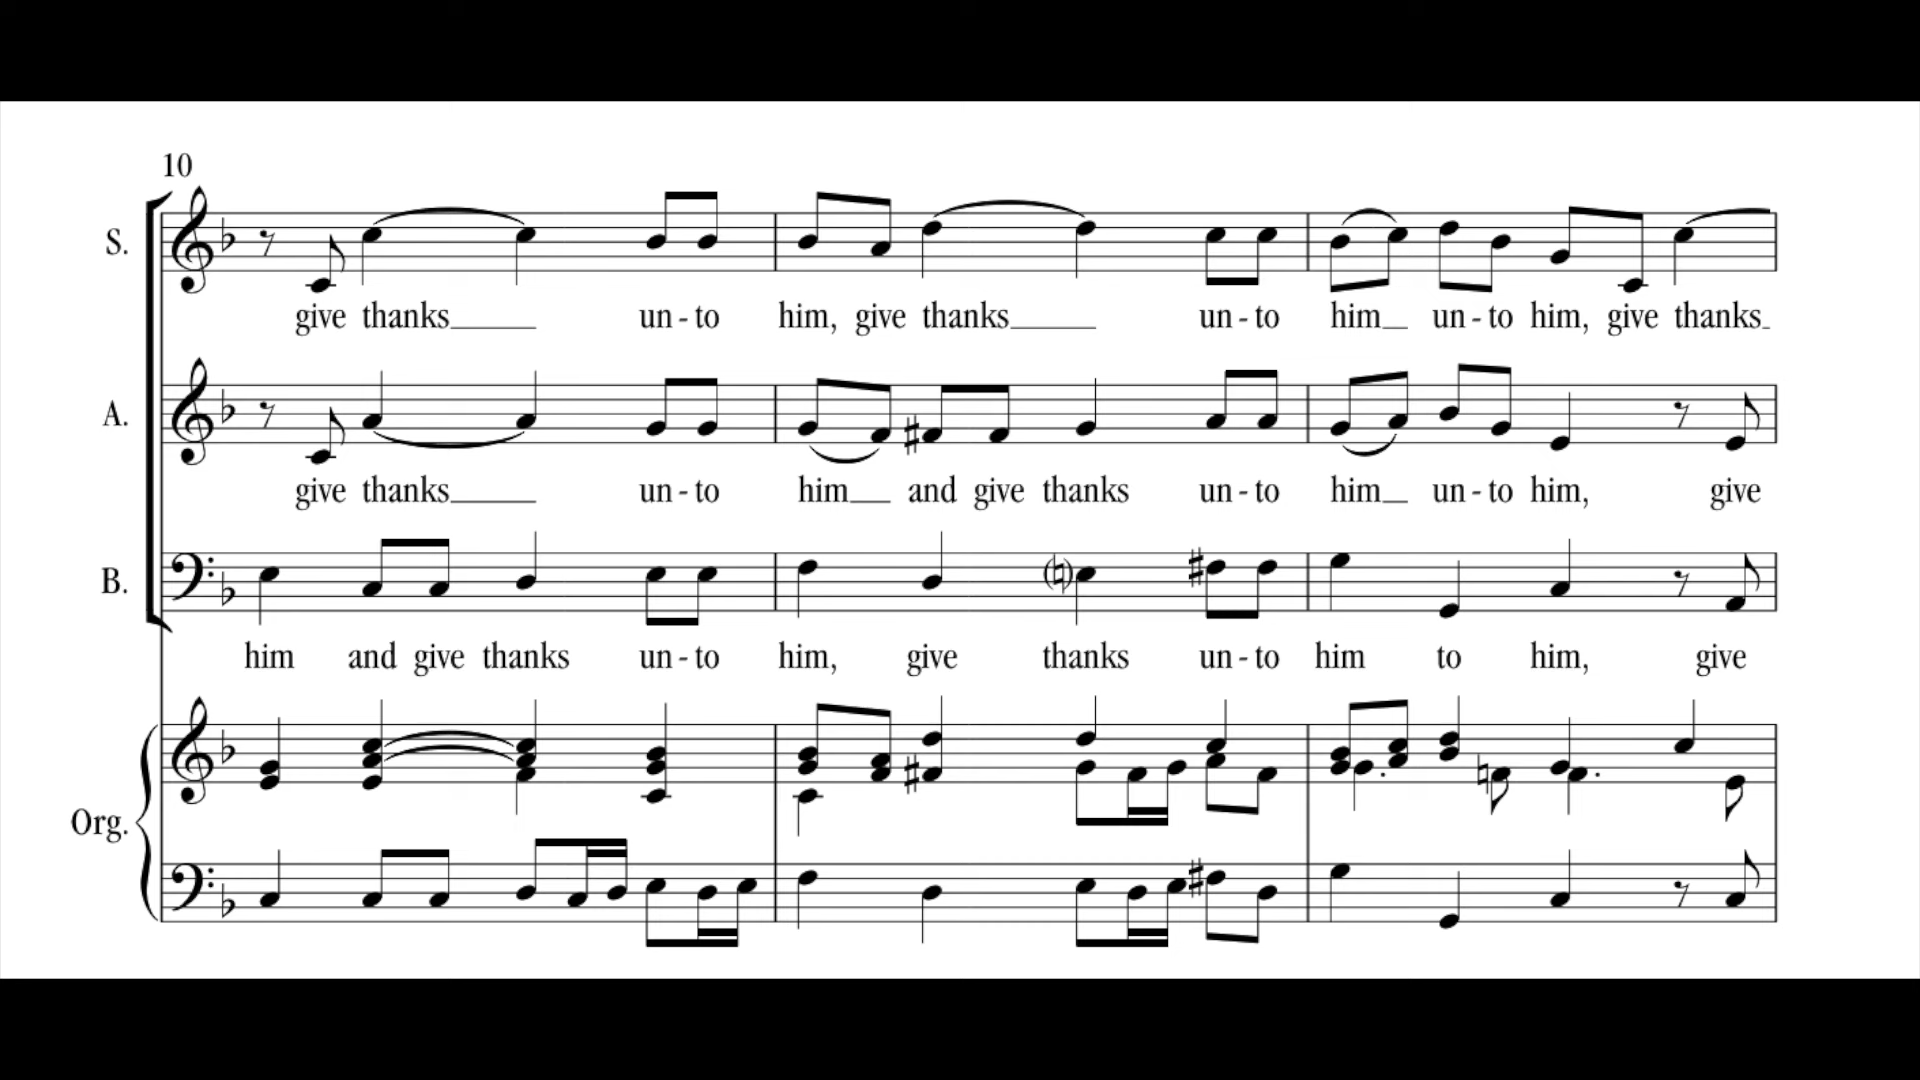 10
S.
give thanks un - to him, give thanks un - to him un - to him, give thanks
A.
give thanks un - to him and give thanks un - to him un - to him, give
B.
him and give thanks un - to him, give thanks un - to him to him, give
Org.